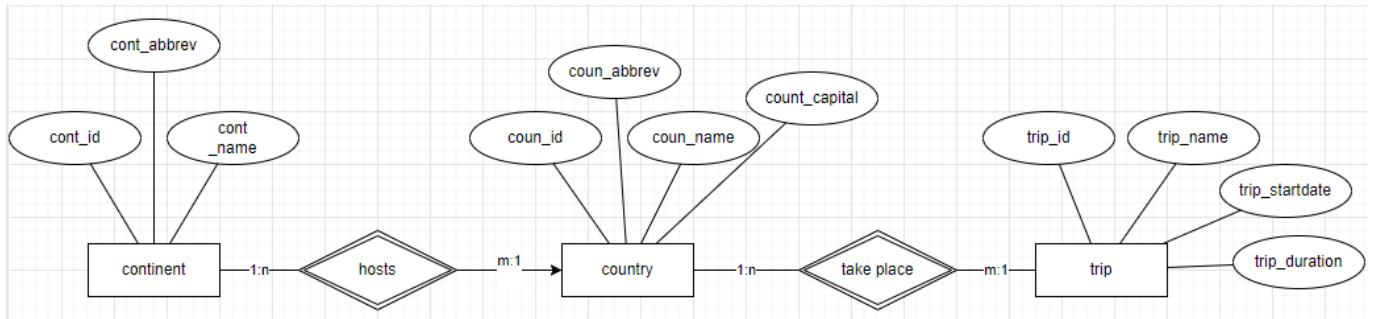 cont_abbrev
coun_abbrev
count_capital
cont_id
cont
_name
coun_id
coun_name
trip_id
trip_name
trip_startdate
continent
1:n
hosts
m:1
country
1:n
take place
m:1
trip
trip_duration